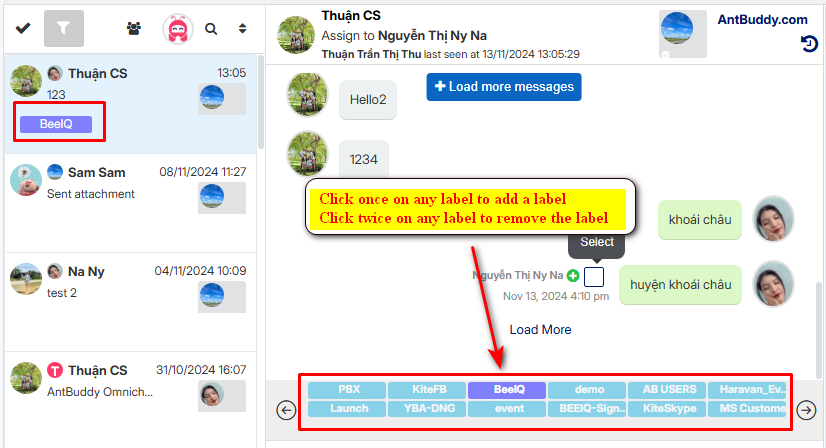 Thuận CS
13:05
123
BeeIQ
Sam Sam
08/11/2024 11:27
Sent attachment
Na Ny
04/11/2024 10:09
test 2
T
Thuận CS
31/10/2024 16:07
AntBuddy Omnich...
Thuận CS
Assign to Nguyễn Thị Ny Na
Thuận Trần Thị Thu last seen at 13/11/2024 13:05:29
AntBuddy.com
Load more messages
Hello2
1234
Click once on any label to add a label
Click twice on any label to remove the label
khoái châu
Select
Nguyễn Thị Ny Na
huyện khoái châu
Nov 13, 2024 4:10 pm
Load More
PBX KiteFB BeeIQ demo AB USERS Haravan_Ev...
Launch YBA-DNG event BEEIQ-Sign... KiteSkype MS Custome